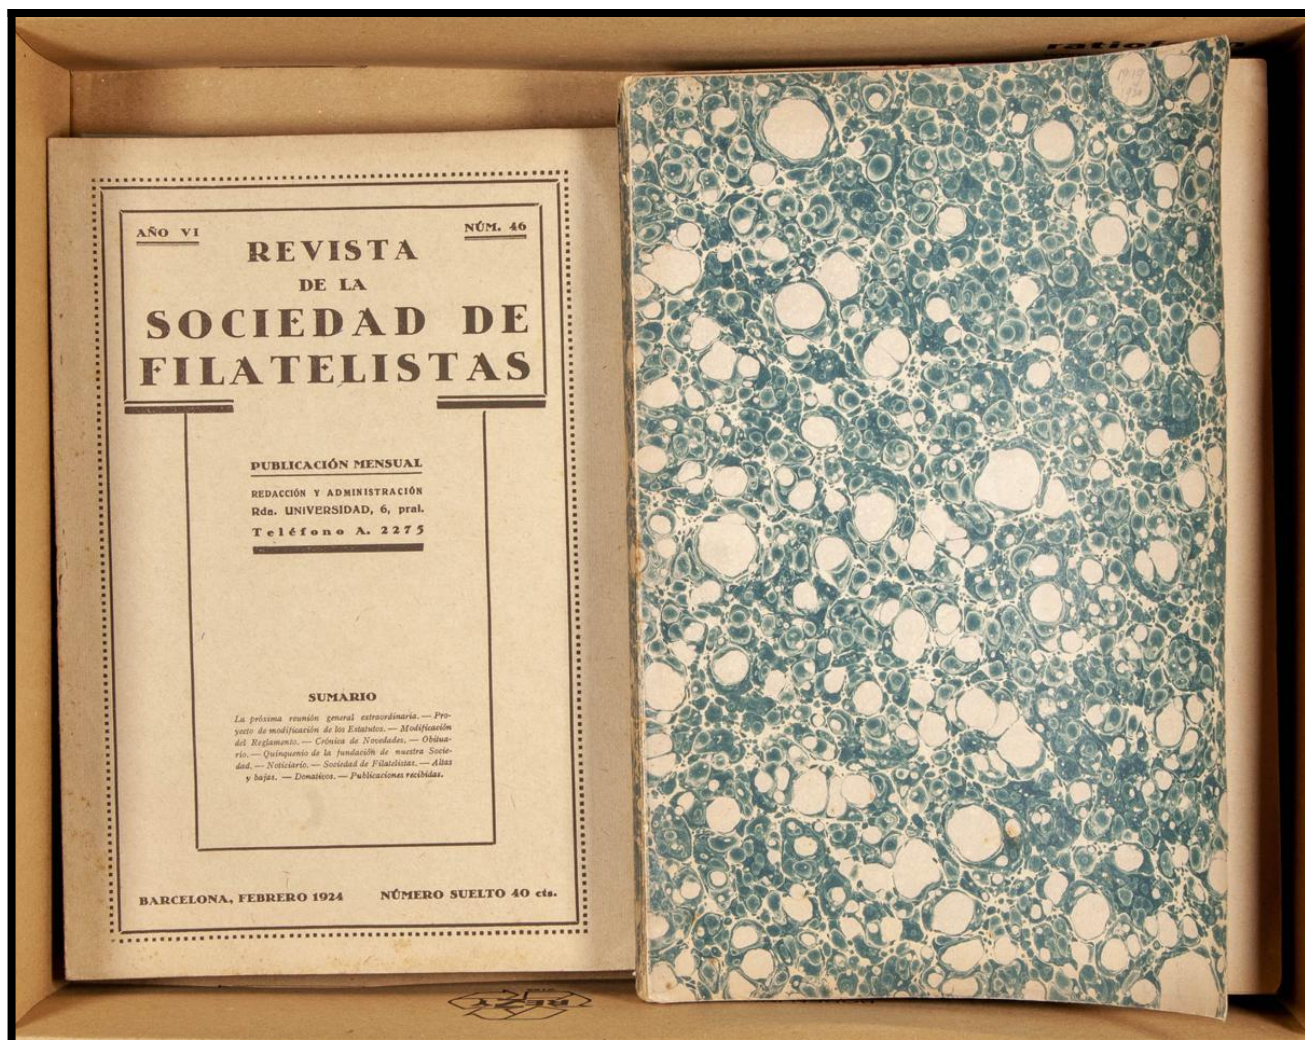 AÑO VI
NÚM. 46
REVISTA
DE LA
SOCIEDAD DE
FILATELISTAS
PUBLICACIÓN MENSUAL
REDACCIÓN Y ADMINISTRACIÓN
Rda. UNIVERSIDAD, 6, pral.
Teléfono A. 2275
SUMARIO
La próxima reunión general extraordinaria. — Pro-
yecto de modificación de los Estatutos. — Modificación
del Reglamento. — Crónica de Novedades. — Obitua-
rio. — Quinquenio de la fundación de nuestra Socie-
dad. — Noticiario. — Sociedad de Filatelistas. — Altas
y bajas. — Donativos. — Publicaciones recibidas.
BARCELONA, FEBRERO 1924
NÚMERO SUELTO 40 cts.
RESY